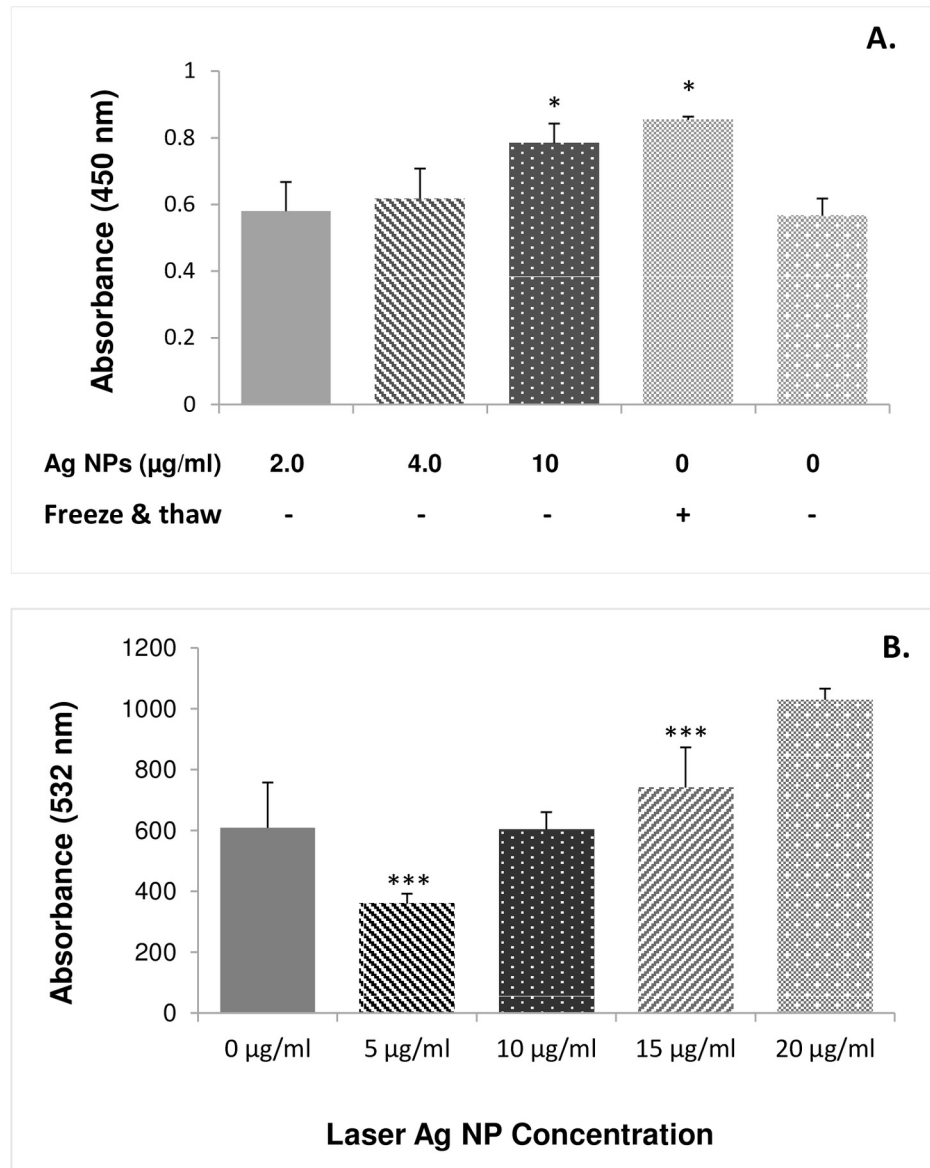 A.
Absorbance (450 nm)
1
0.8
0.6
0.4
0.2
0
*
*
Ag NPs (µg/ml) 2.0 4.0 10 0 0
Freeze & thaw - - - + -
B.
Absorbance (532 nm)
1200
1000
800
600
400
200
0
***
***
0 µg/ml 5 µg/ml 10 µg/ml 15 µg/ml 20 µg/ml
Laser Ag NP Concentration